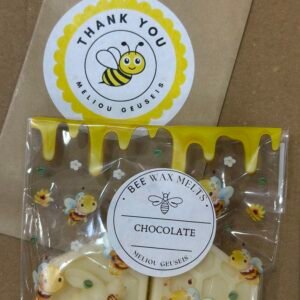 THANK YOU
MELIOU GEUSEIS
BEE WAX MELTS
CHOCOLATE
MELIOU GEUSEIS